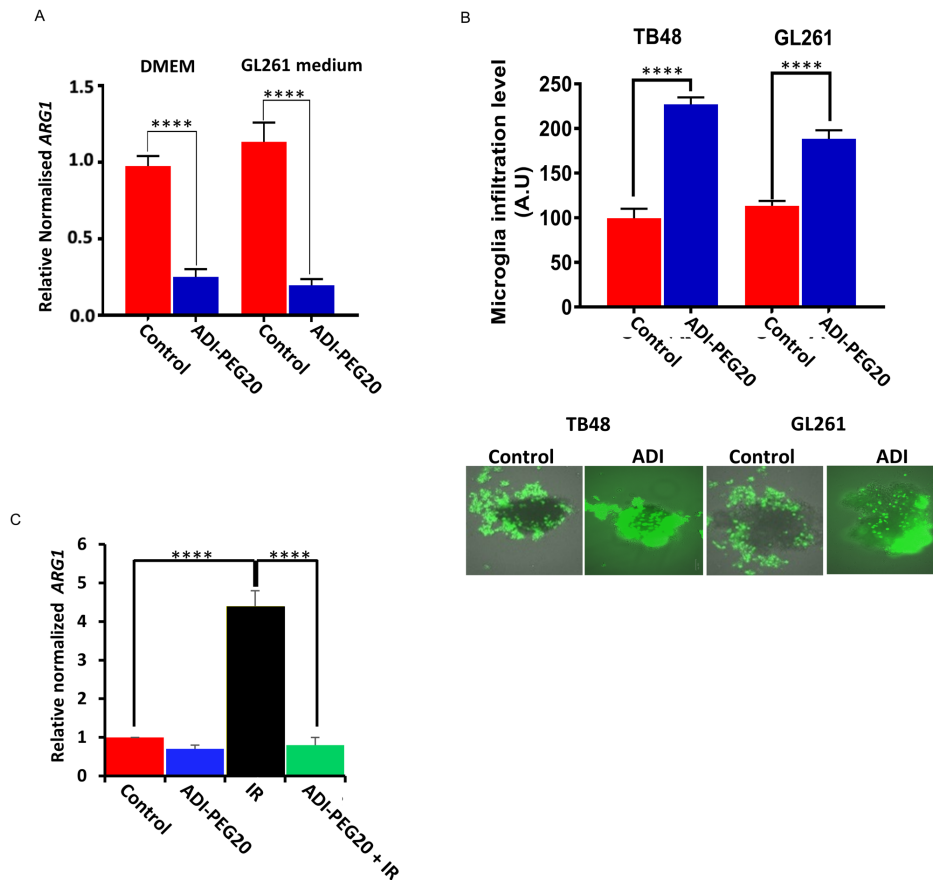 A
DMEM GL261 medium
**** ****
Relative Normalised ARG1
1.5
1.0
0.5
0.0
Control ADI-PEG20 Control ADI-PEG20
B
TB48 GL261
**** ****
Microglia infiltration level
(A.U)
250
200
150
100
50
0
Control ADI-PEG20 Control ADI-PEG20
TB48 GL261
Control ADI Control ADI
C
**** ****
Relative normalized ARG1
6
5
4
3
2
1
0
Control ADI-PEG20 IR ADI-PEG20 + IR